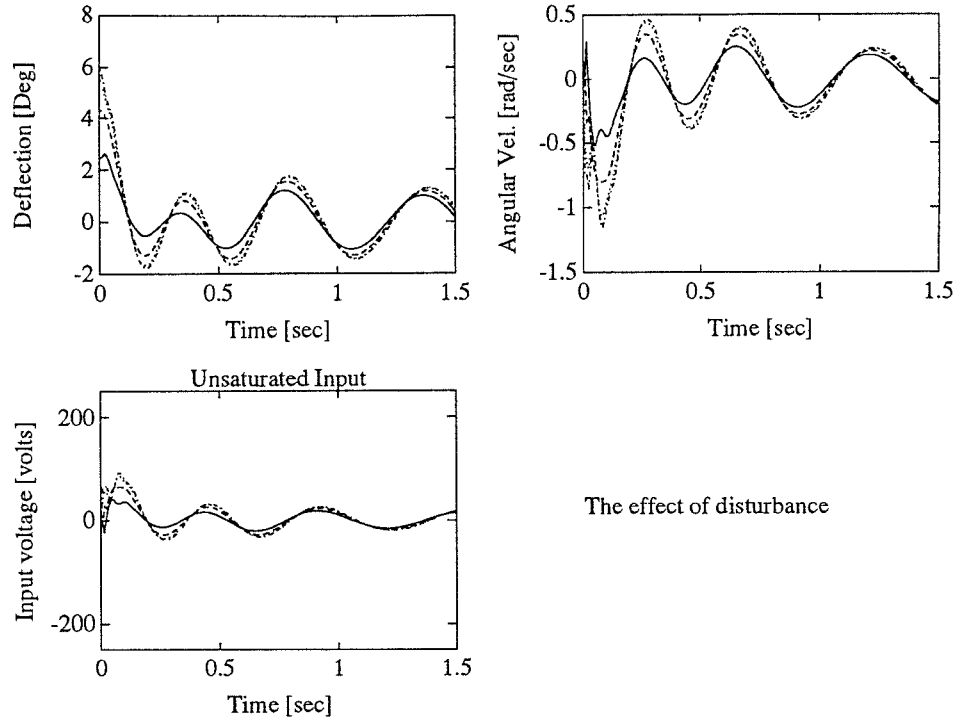 8
6
4
2
0
-2
Deflection [Deg]
0 0.5 1 1.5
Time [sec]
0.5
0
-0.5
-1
-1.5
Angular Vel. [rad/sec]
0 0.5 1 1.5
Time [sec]
Unsaturated Input
200
0
-200
Input voltage [volts]
0 0.5 1 1.5
Time [sec]
The effect of disturbance